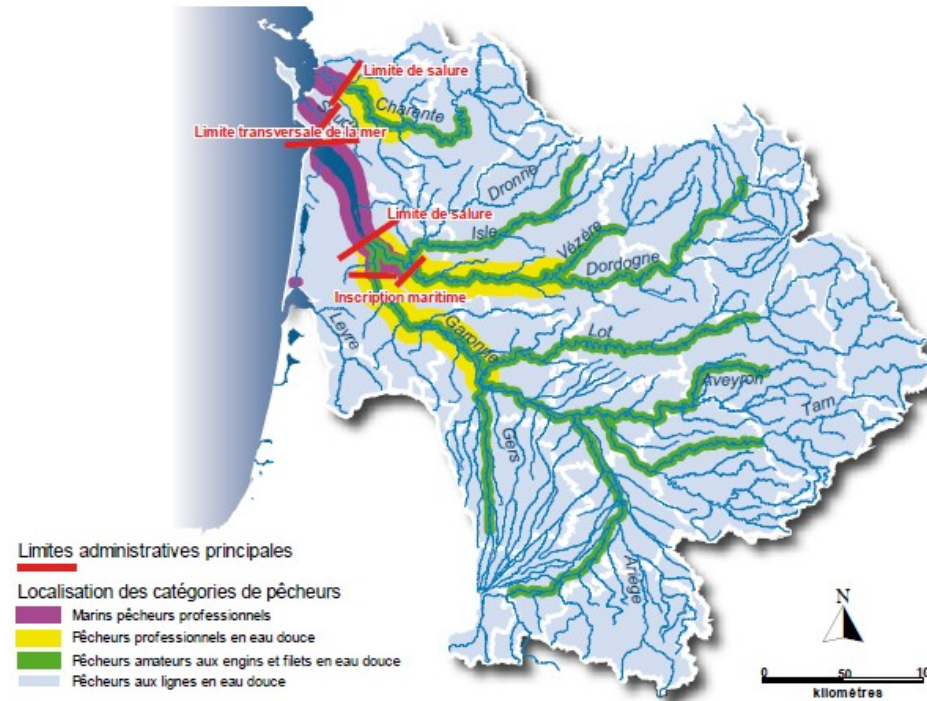 Limite de salure
Charente
Limite transversale de la mer
Dronne
Limite de salure
Isle
Vézère
Dordogne
Inscription maritime
Leyre
Garonne
Lot
Aveyron
Tarn
Gers
Ariège
Limites administratives principales
Localisation des catégories de pêcheurs
Marins pêcheurs professionnels
Pêcheurs professionnels en eau douce
Pêcheurs amateurs aux engins et filets en eau douce
Pêcheurs aux lignes en eau douce
N
0 50 10
kilomètres